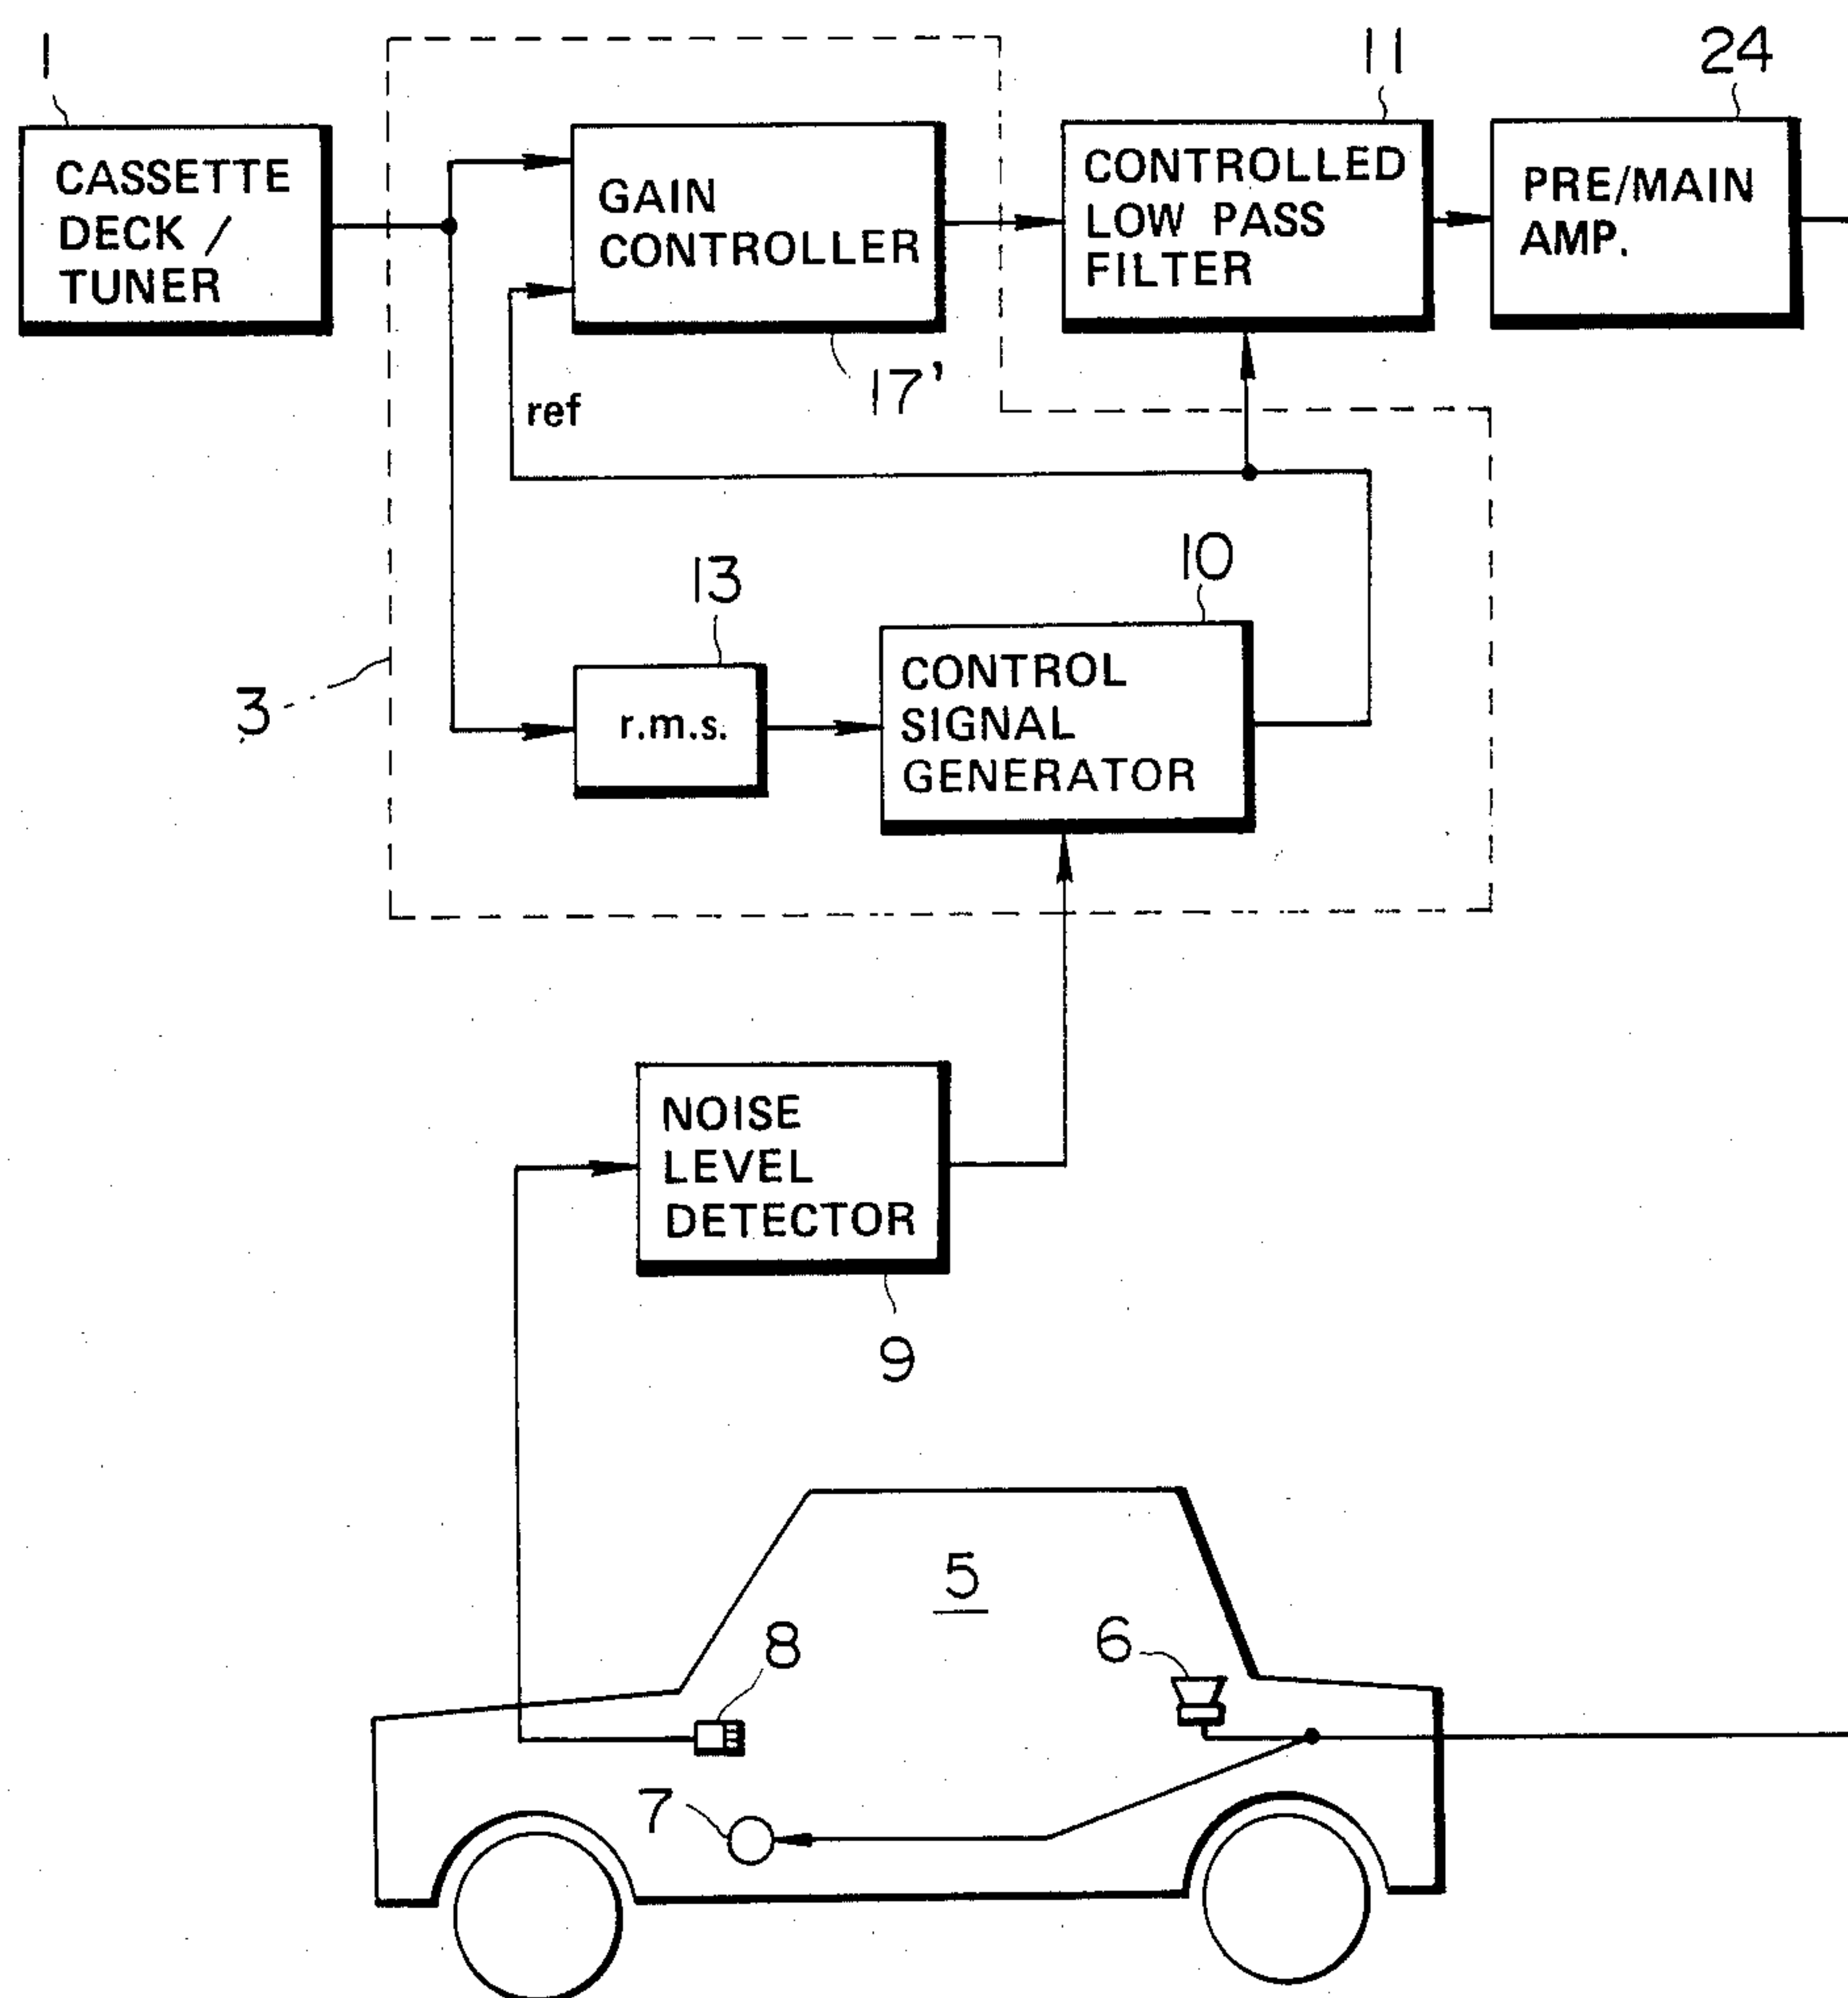 1
11
24
CASSETTE
DECK /
TUNER
GAIN
CONTROLLER
CONTROLLED
LOW PASS
FILTER
PRE/MAIN
AMP.
17'
ref
13
10
3
r.m.s.
CONTROL
SIGNAL
GENERATOR
NOISE
LEVEL
DETECTOR
9
5
8
6
7